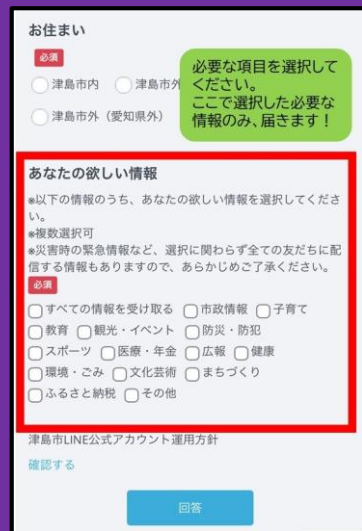 お住まい
必須
津島市内 津島市外
津島市外（愛知県外）
必要な項目を選択して
ください。
ここで選択した必要な
情報のみ、届きます！
あなたの欲しい情報
※以下の情報のうち、あなたの欲しい情報を選択してくださ
い。
※複数選択可
※災害時の緊急情報など、選択に関わらず全ての友だちに配
信する情報もありますので、あらかじめご了承ください。
必須
すべての情報を受け取る 市政情報 子育て
教育 観光・イベント 防災・防犯
スポーツ 医療・年金 広報 健康
環境・ごみ 文化芸術 まちづくり
ふるさと納税 その他
津島市LINE公式アカウント運用方針
確認する
回答